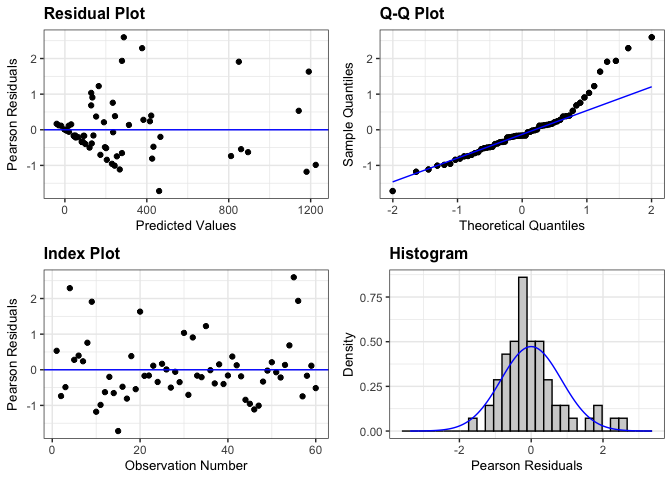 Residual Plot
Pearson Residuals
2
1
0
-1
0
400
800
1200
Predicted Values
Q-Q Plot
Sample Quantiles
2
1
0
-1
-2
-1
0
1
2
Theoretical Quantiles
Index Plot
Pearson Residuals
2
1
0
-1
0
20
40
60
Observation Number
Histogram
Density
0.75
0.50
0.25
0.00
-2
0
2
Pearson Residuals